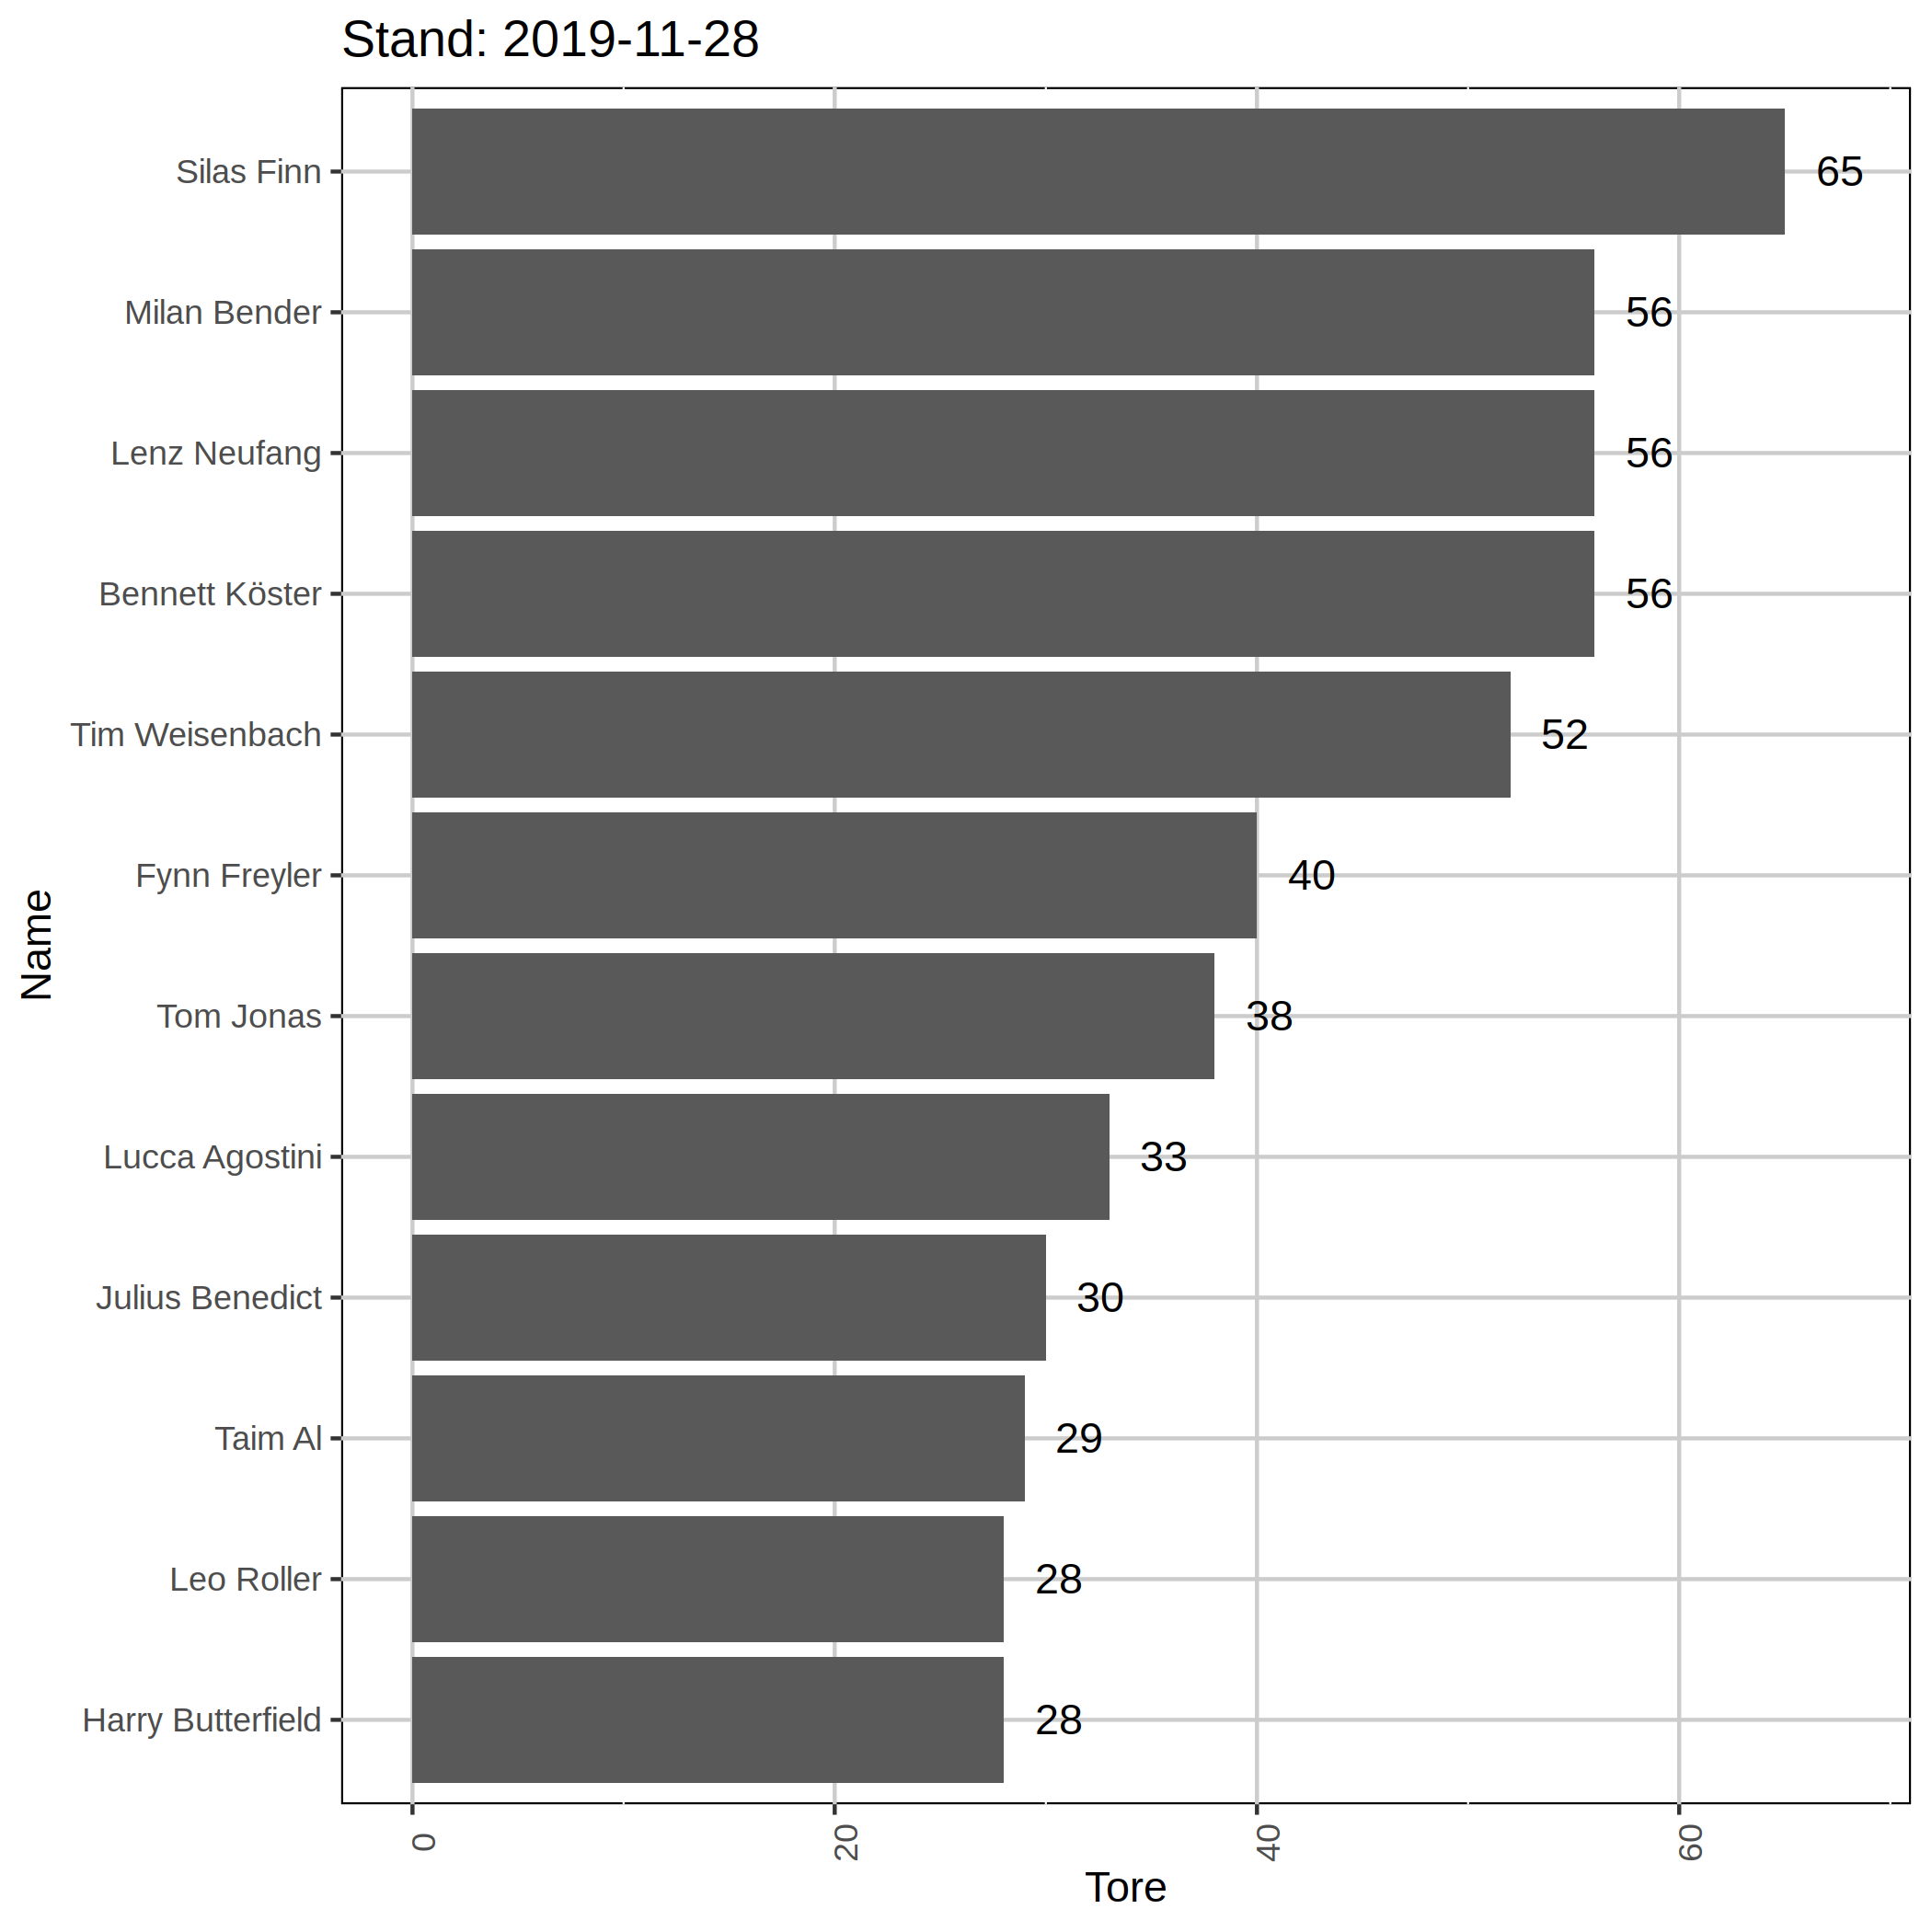 Stand: 2019-11-28
Silas Finn 65
Milan Bender 56
Lenz Neufang 56
Bennett Köster 56
Tim Weisenbach 52
Fynn Freyler 40
Name
Tom Jonas 38
Lucca Agostini 33
Julius Benedict 30
Taim Al 29
Leo Roller 28
Harry Butterfield 28
0 20 40 60
Tore